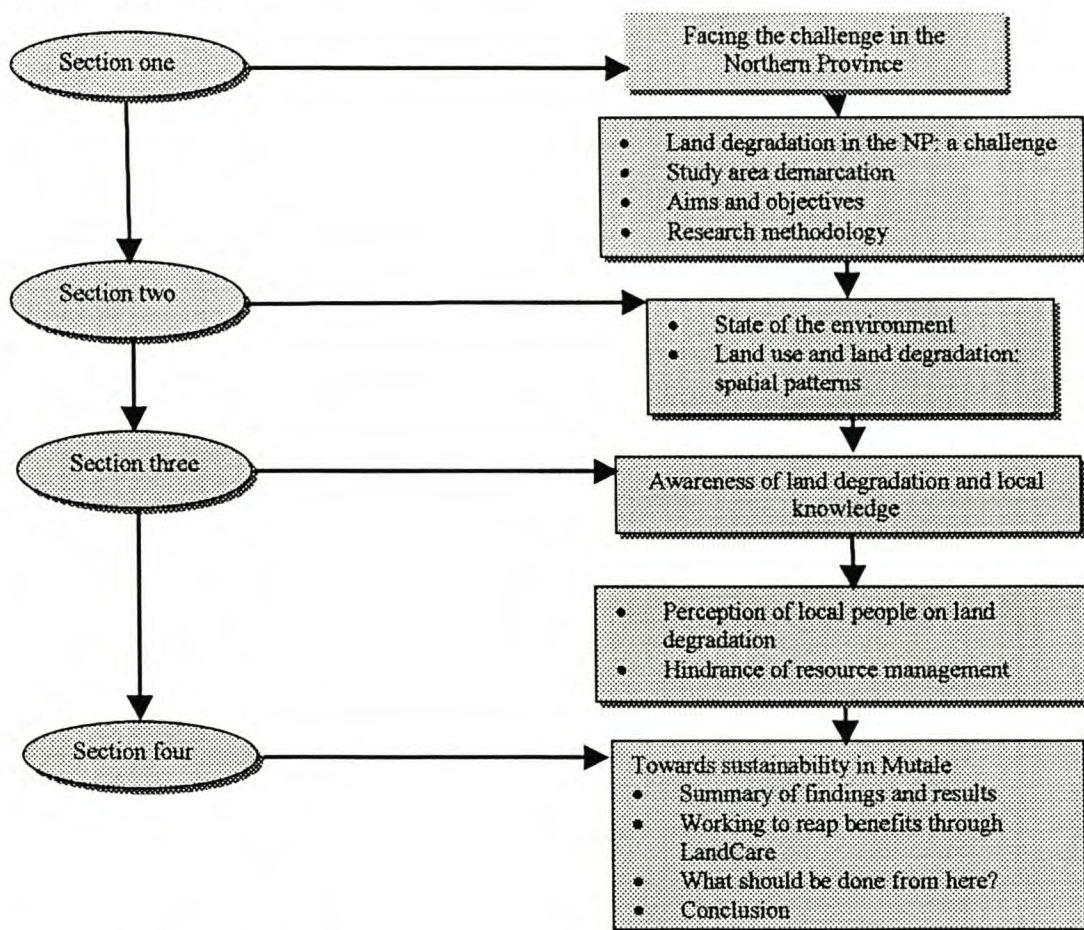 Section one
Facing the challenge in the
Northern Province
• Land degradation in the NP: a challenge
• Study area demarcation
• Aims and objectives
• Research methodology
Section two
• State of the environment
• Land use and land degradation:
spatial patterns
Section three
Awareness of land degradation and local
knowledge
• Perception of local people on land
degradation
• Hindrance of resource management
Section four
Towards sustainability in Mutale
• Summary of findings and results
• Working to reap benefits through
LandCare
• What should be done from here?
• Conclusion